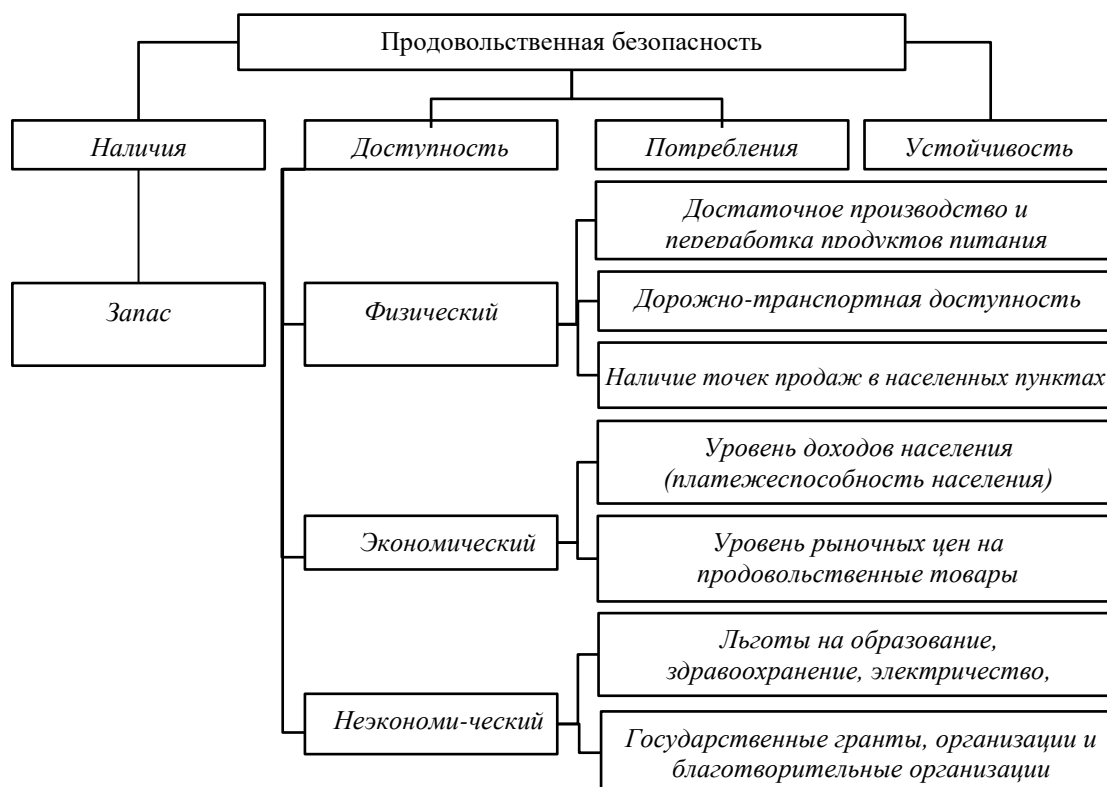 Продовольственная безопасность
Наличия
Доступность
Потребления
Устойчивость
Достаточное производство и
переработка продуктов питания
Запас
Физический
Дорожно-транспортная доступность
Наличие точек продаж в населенных пунктах
Уровень доходов населения
(платежеспособность населения)
Экономический
Уровень рыночных цен на
продовольственные товары
Льготы на образование,
здравоохранение, электричество,
Неэкономи-ческий
Государственные гранты, организации и
благотворительные организации